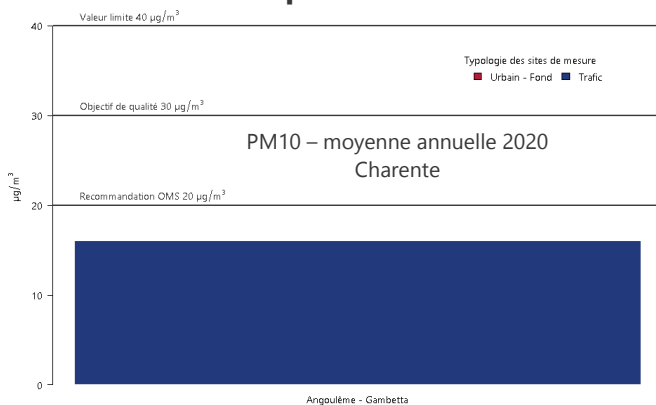 Valeur limite 40 µg/m³
40
Typologie des sites de mesure
Urbain - Fond
Trafic
Objectif de qualité 30 µg/m³
30
PM10 – moyenne annuelle 2020
Charente
µg/m³
Recommandation OMS 20 µg/m³
20
10
0
Angoulême - Gambetta